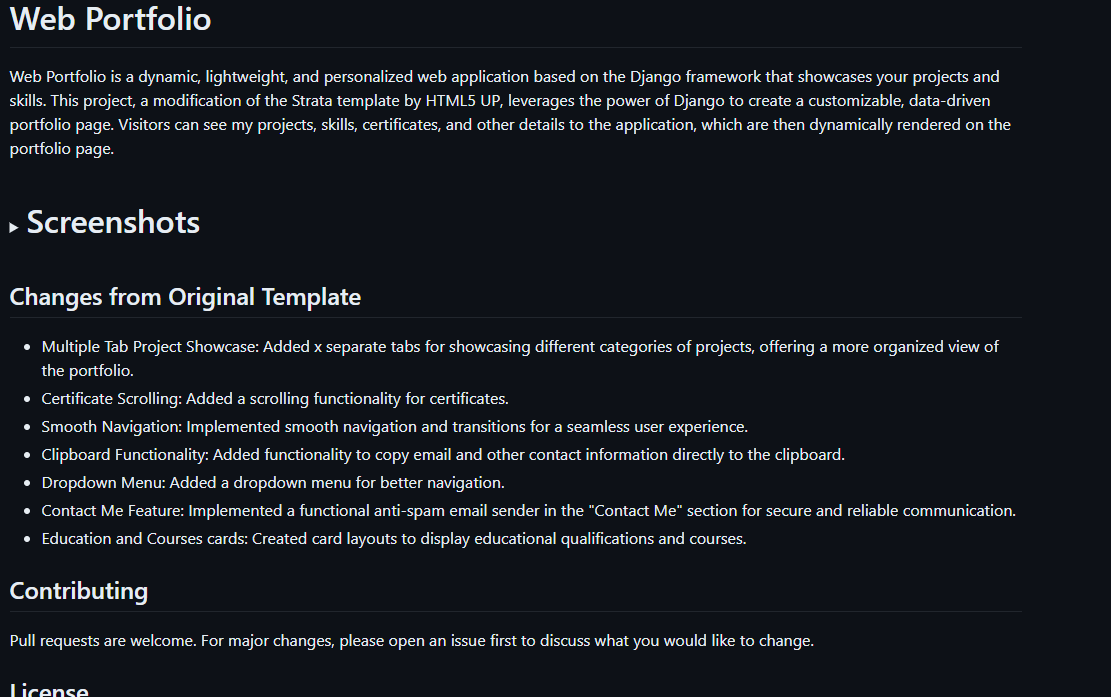 Web Portfolio
Web Portfolio is a dynamic, lightweight, and personalized web application based on the Django framework that showcases your projects and
skills. This project, a modification of the Strata template by HTML5 UP, leverages the power of Django to create a customizable, data-driven
portfolio page. Visitors can see my projects, skills, certificates, and other details to the application, which are then dynamically rendered on the
portfolio page.
Screenshots
Changes from Original Template
Multiple Tab Project Showcase: Added x separate tabs for showcasing different categories of projects, offering a more organized view of
the portfolio.
Certificate Scrolling: Added a scrolling functionality for certificates.
Smooth Navigation: Implemented smooth navigation and transitions for a seamless user experience.
Clipboard Functionality: Added functionality to copy email and other contact information directly to the clipboard.
Dropdown Menu: Added a dropdown menu for better navigation.
Contact Me Feature: Implemented a functional anti-spam email sender in the "Contact Me" section for secure and reliable communication.
Education and Courses cards: Created card layouts to display educational qualifications and courses.
Contributing
Pull requests are welcome. For major changes, please open an issue first to discuss what you would like to change.
License